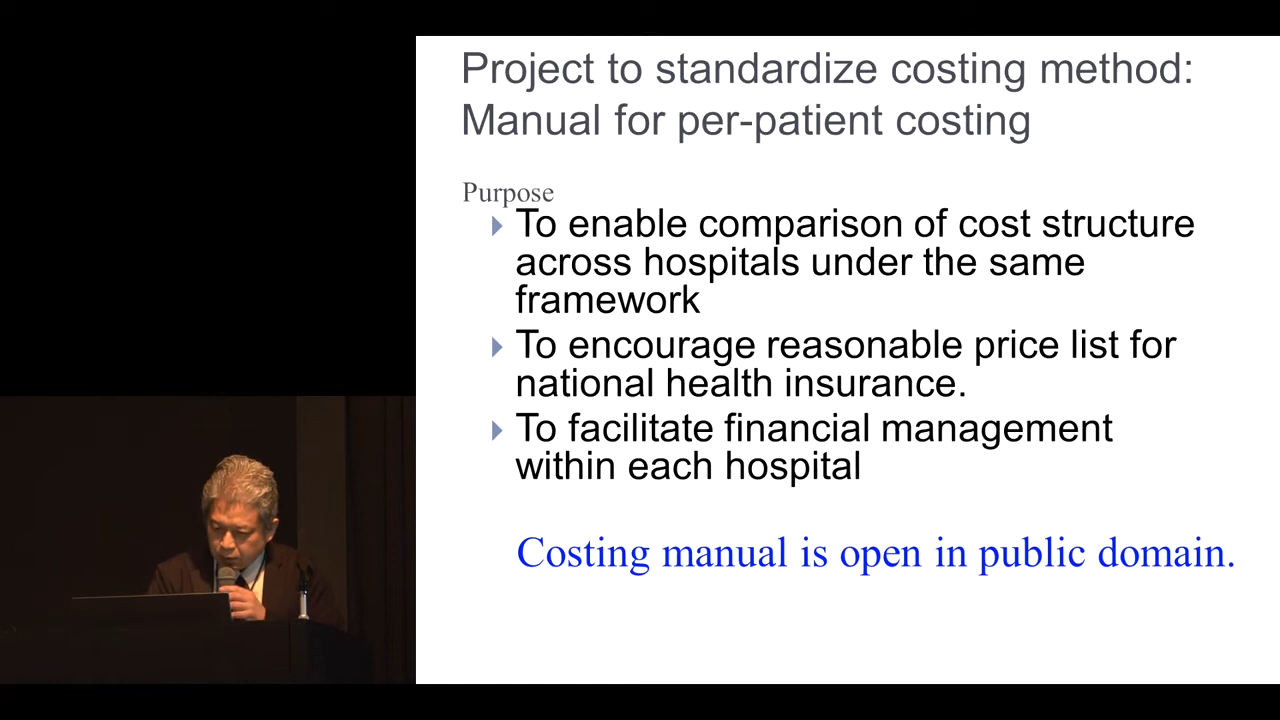 Project to standardize costing method:
Manual for per-patient costing
Purpose
To enable comparison of cost structure
across hospitals under the same
framework
To encourage reasonable price list for
national health insurance.
To facilitate financial management
within each hospital
Costing manual is open in public domain.